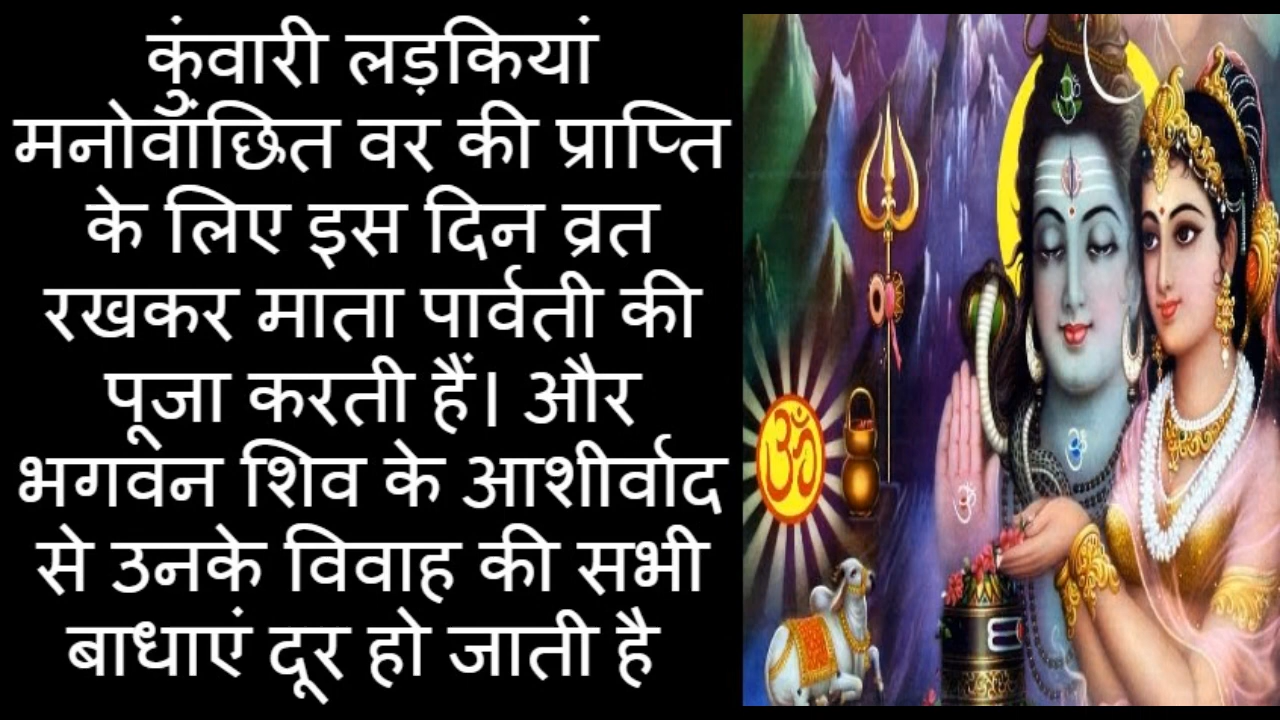 कुंवारी लड़कियां
मनोवांछित वर की प्राप्ति
के लिए इस दिन व्रत
रखकर माता पार्वती की
पूजा करती हैं। और
भगवन शिव के आशीर्वाद
से उनके विवाह की सभी
बाधाएं दूर हो जाती है
ॐ